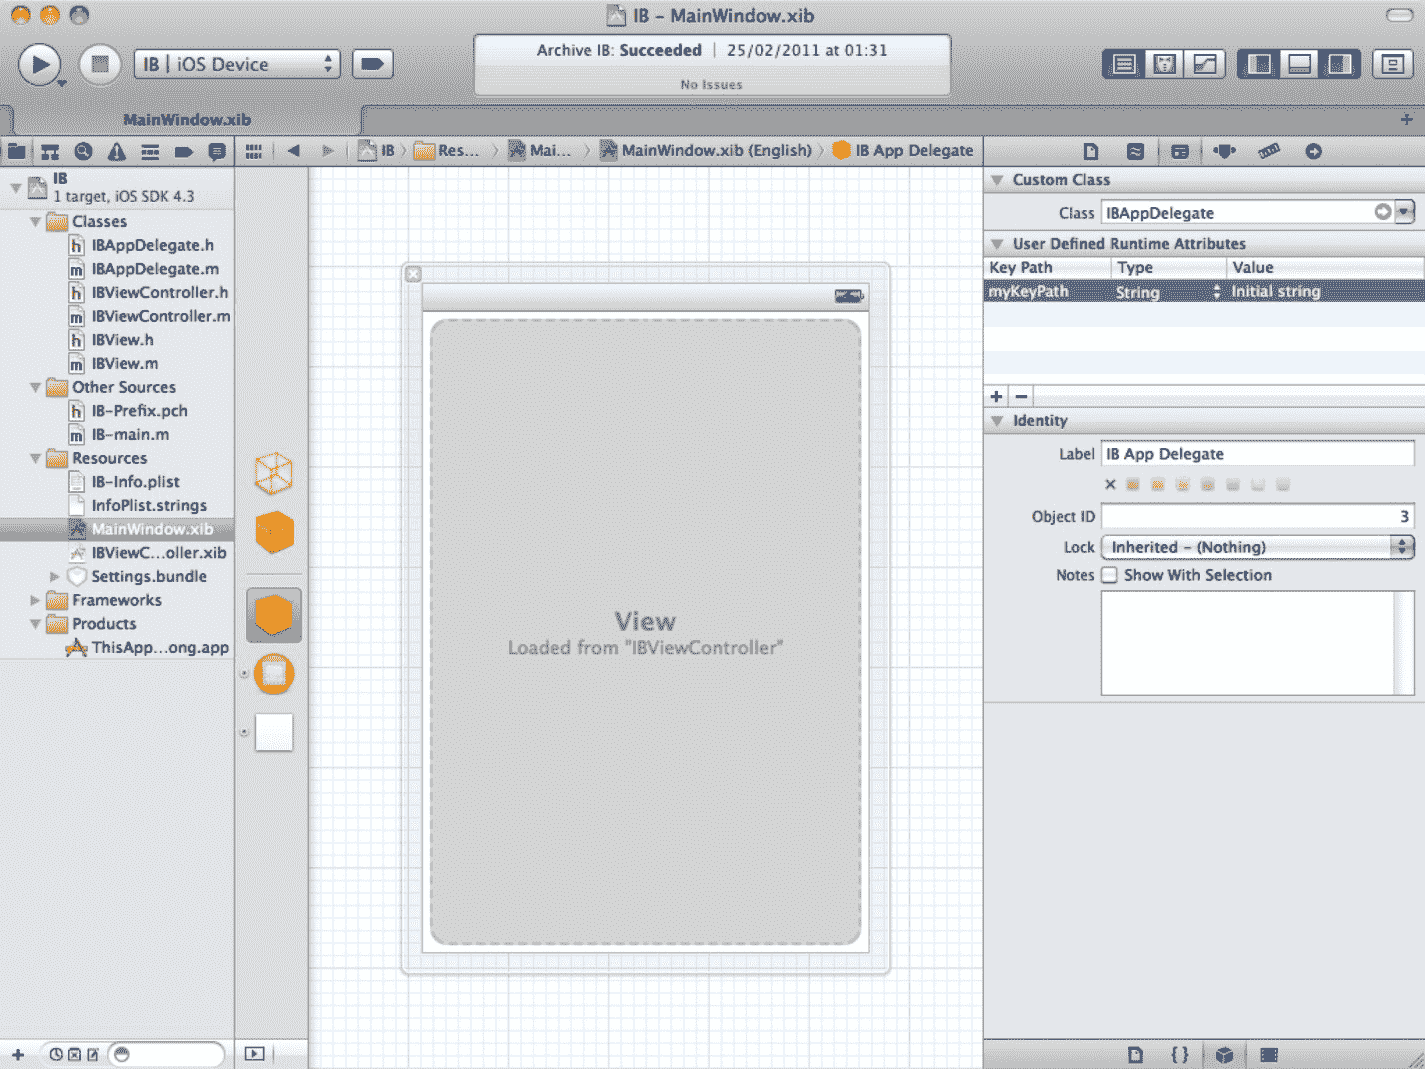 IB - MainWindow.xib
IB | iOS Device
Archive IB: Succeeded | 25/02/2011 at 01:31
No Issues
MainWindow.xib
IB
Res...
Mai...
MainWindow.xib (English)
IB App Delegate
IB
1 target, iOS SDK 4.3
Classes
IBAppDelegate.h
IBAppDelegate.m
IBViewController.h
IBViewController.m
IBView.h
IBView.m
Other Sources
IB-Prefix.pch
IB-main.m
Resources
IB-Info.plist
InfoPlist.strings
MainWindow.xib
IBViewC...oller.xib
Settings.bundle
Frameworks
Products
ThisApp...ong.app
View
Loaded from "IBViewController"
Custom Class
Class IBAppDelegate
User Defined Runtime Attributes
Key Path Type Value
myKeyPath String Initial string
Identity
Label IB App Delegate
Object ID 3
Lock Inherited - (Nothing)
Notes Show With Selection